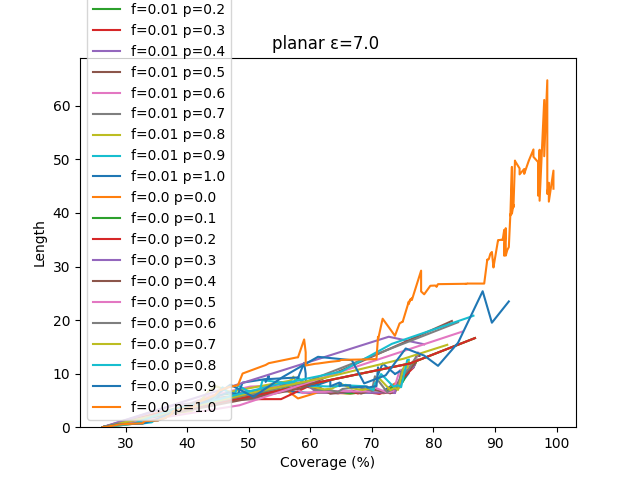 f=0.01 p=0.2
f=0.01 p=0.3
f=0.01 p=0.4
f=0.01 p=0.5
f=0.01 p=0.6
f=0.01 p=0.7
f=0.01 p=0.8
f=0.01 p=0.9
f=0.01 p=1.0
f=0.0 p=0.0
f=0.0 p=0.1
f=0.0 p=0.2
f=0.0 p=0.3
f=0.0 p=0.4
f=0.0 p=0.5
f=0.0 p=0.6
f=0.0 p=0.7
f=0.0 p=0.8
f=0.0 p=0.9
f=0.0 p=1.0
planar ε=7.0
Length
60
50
40
30
20
10
0
30 40 50 60 70 80 90 100
Coverage (%)